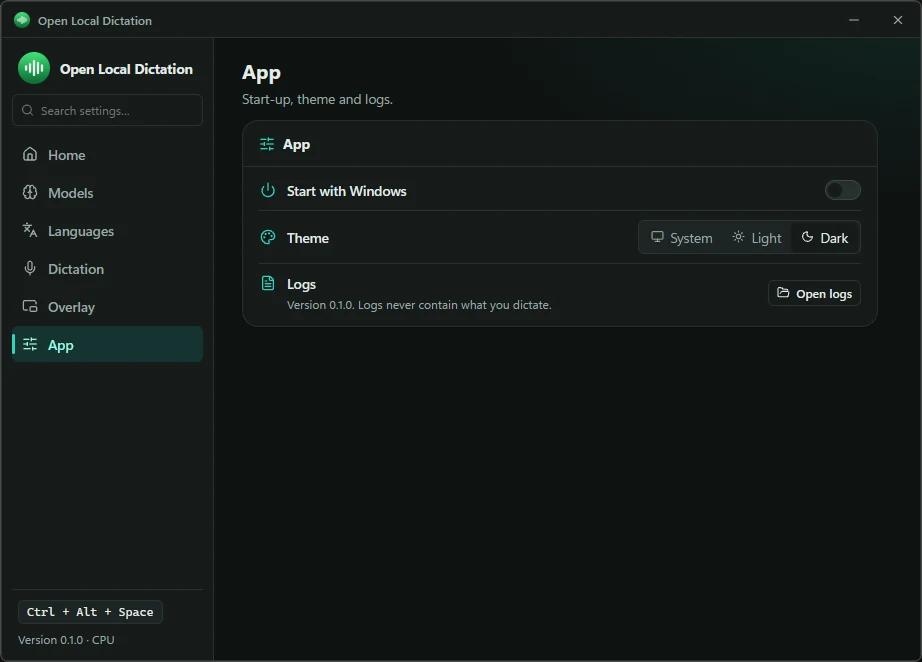 Open Local Dictation
Open Local Dictation
Search settings...
Home
Models
Languages
Dictation
Overlay
App
Ctrl + Alt + Space
Version 0.1.0 · CPU
App
Start-up, theme and logs.
App
Start with Windows
Theme
System Light Dark
Logs
Version 0.1.0. Logs never contain what you dictate.
Open logs